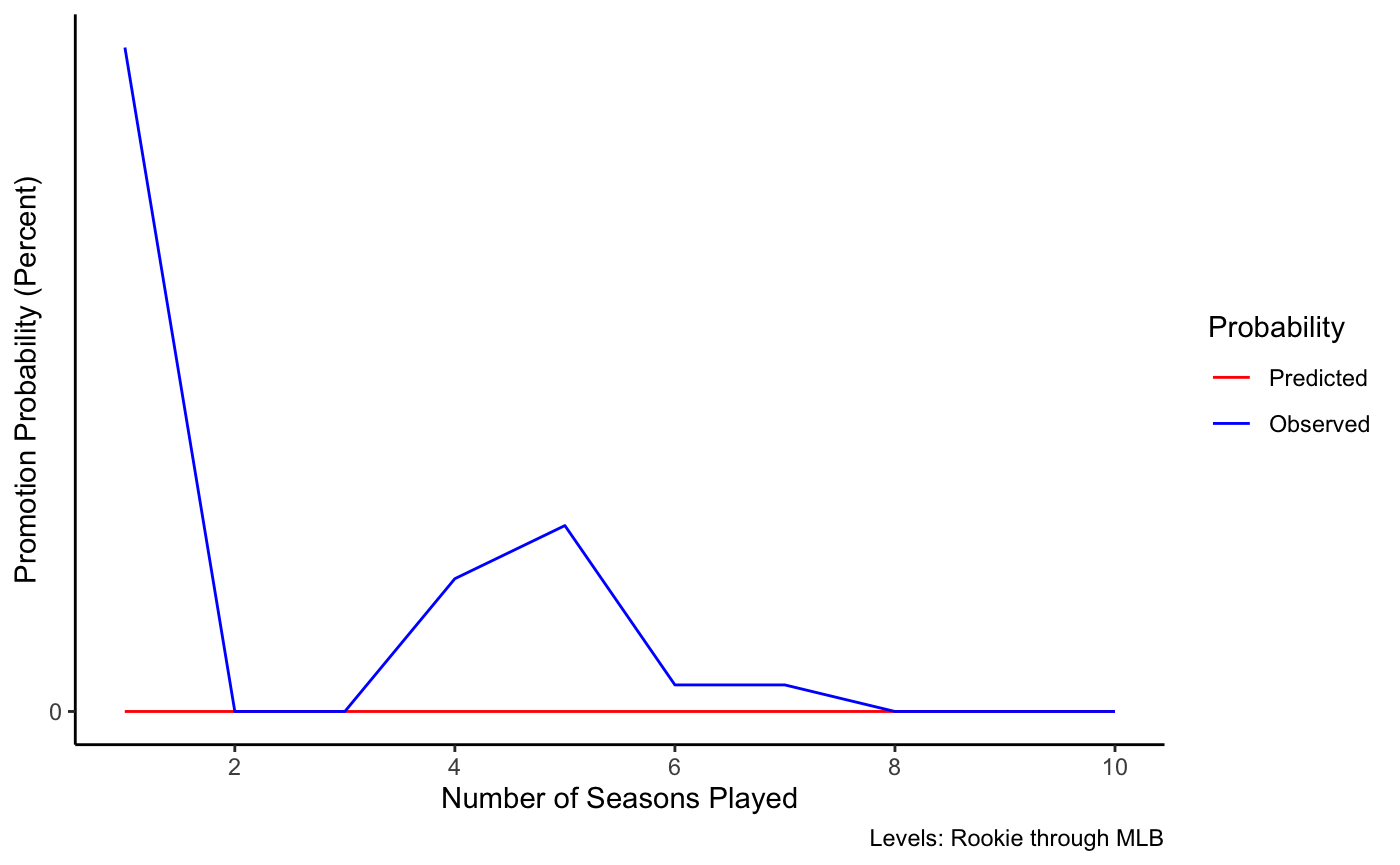 Promotion Probability (Percent)
0
2 4 6 8 10
Number of Seasons Played
Levels: Rookie through MLB
Probability
Predicted
Observed